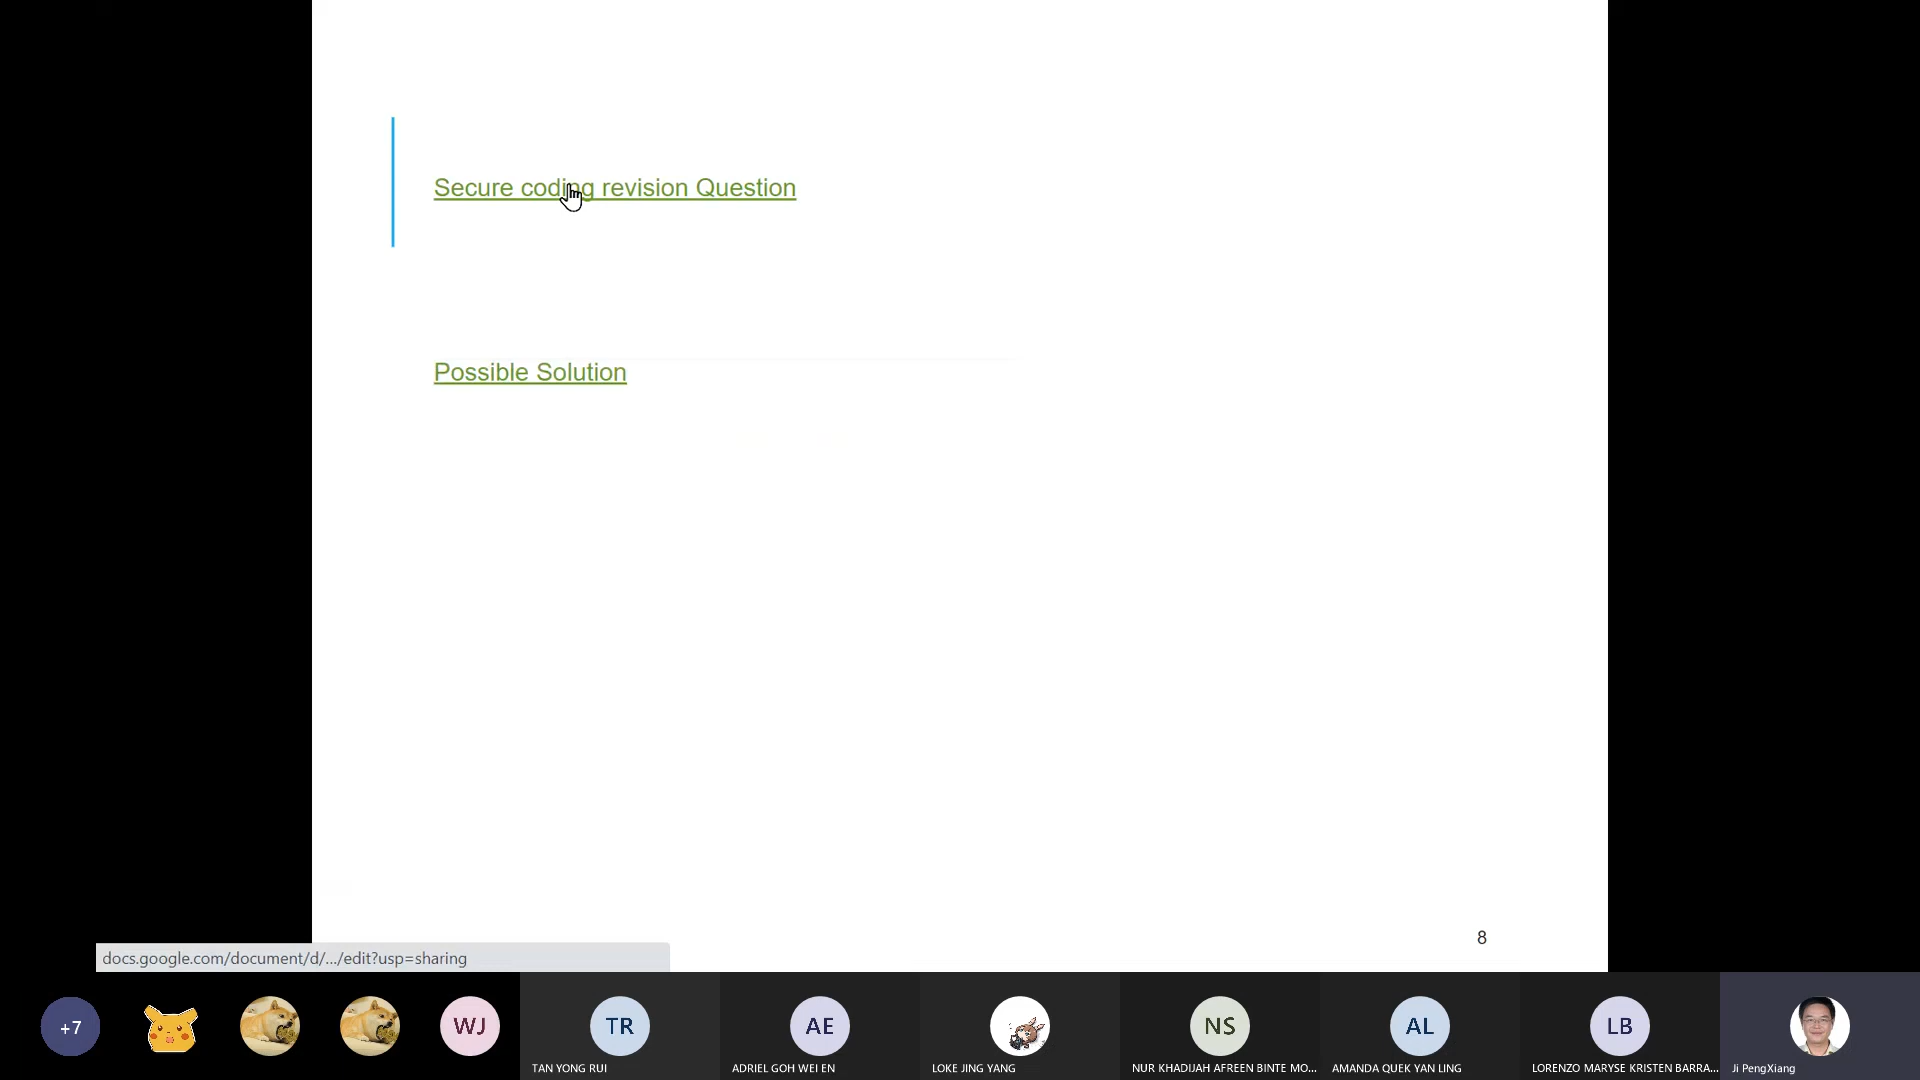 Secure coding revision Question
Possible Solution
8
docs.google.com/document/d/.../edit?usp=sharing
+7
WJ
TR
AE
NS
AL
LB
TAN YONG RUI
ADRIEL GOH WEI EN
LOKE JING YANG
NUR KHADIJAH AFREEN BINTE MO...
AMANDA QUEK YAN LING
LORENZO MARYSE KRISTEN BARRA...
Ji PengXiang